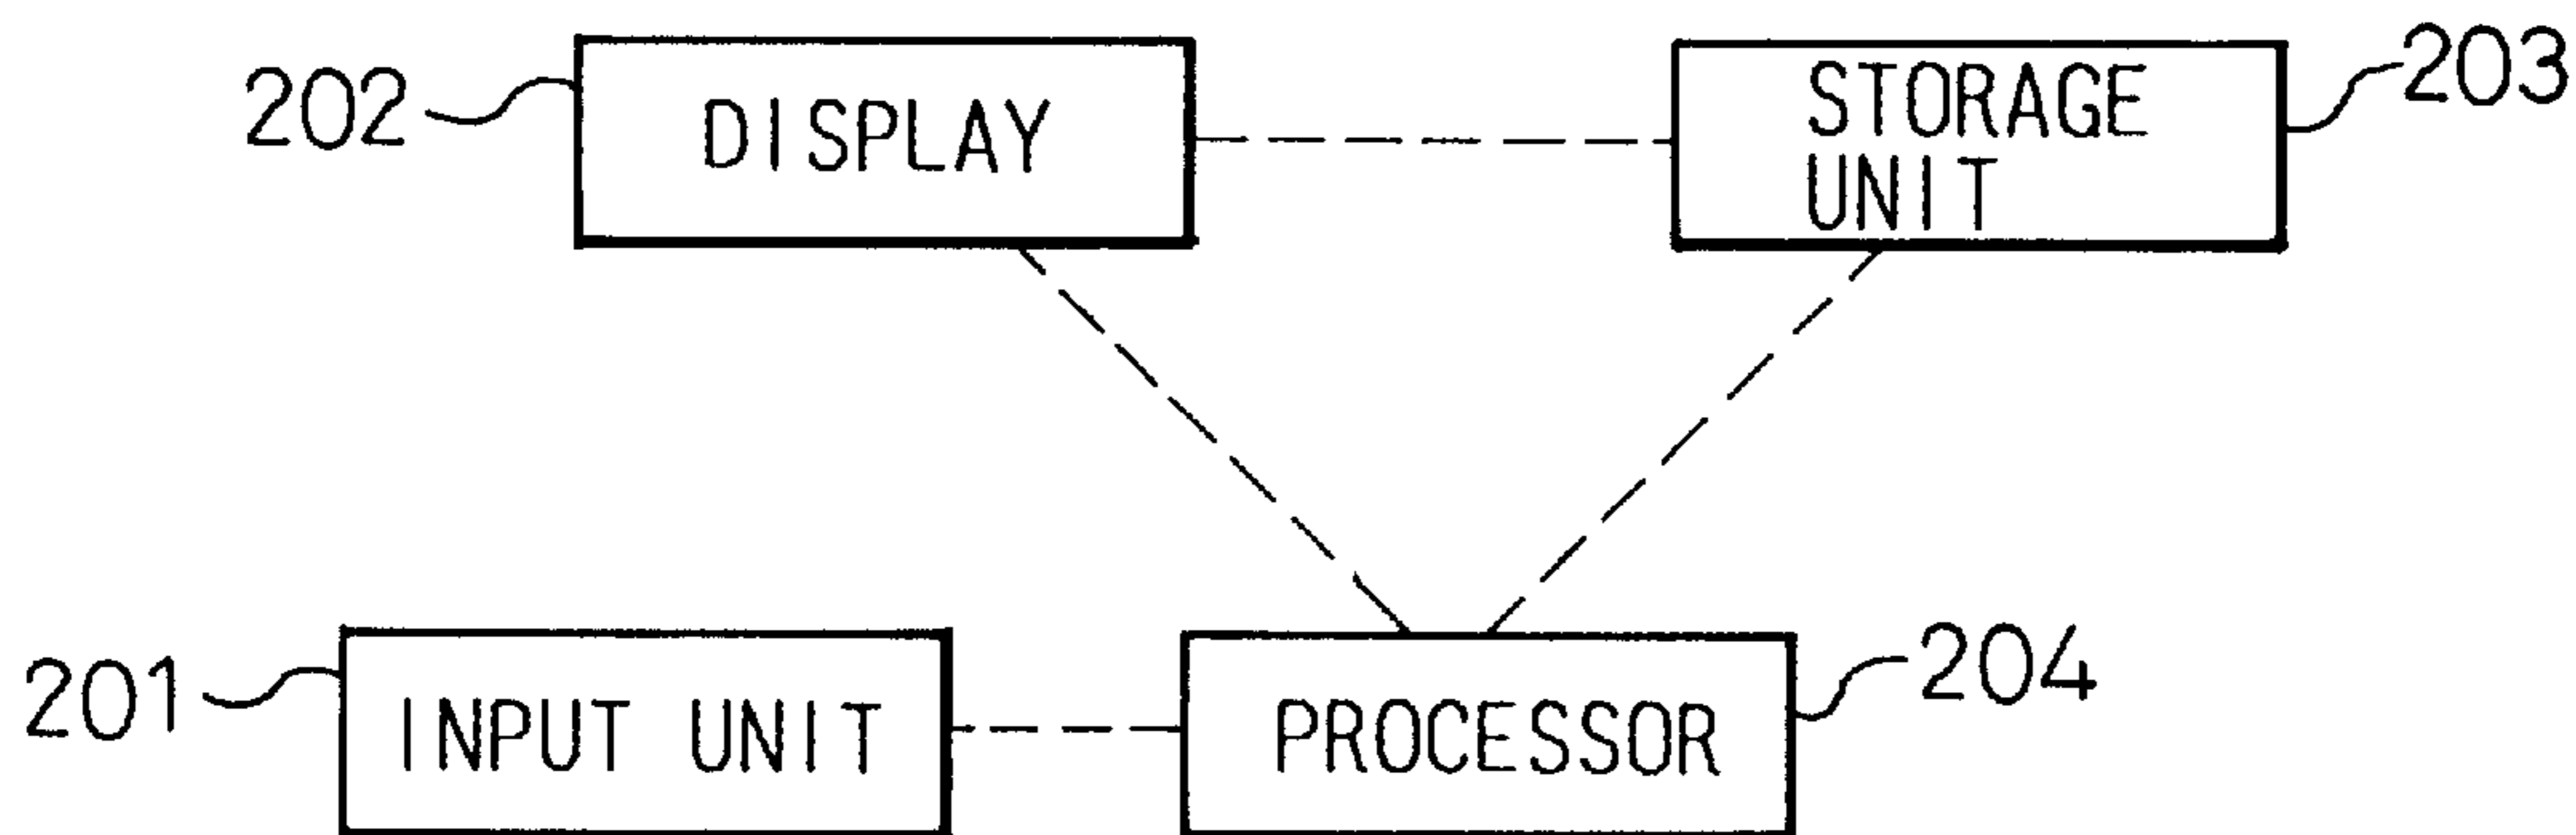 202
DISPLAY
STORAGE
UNIT
203
201
INPUT UNIT
PROCESSOR
204